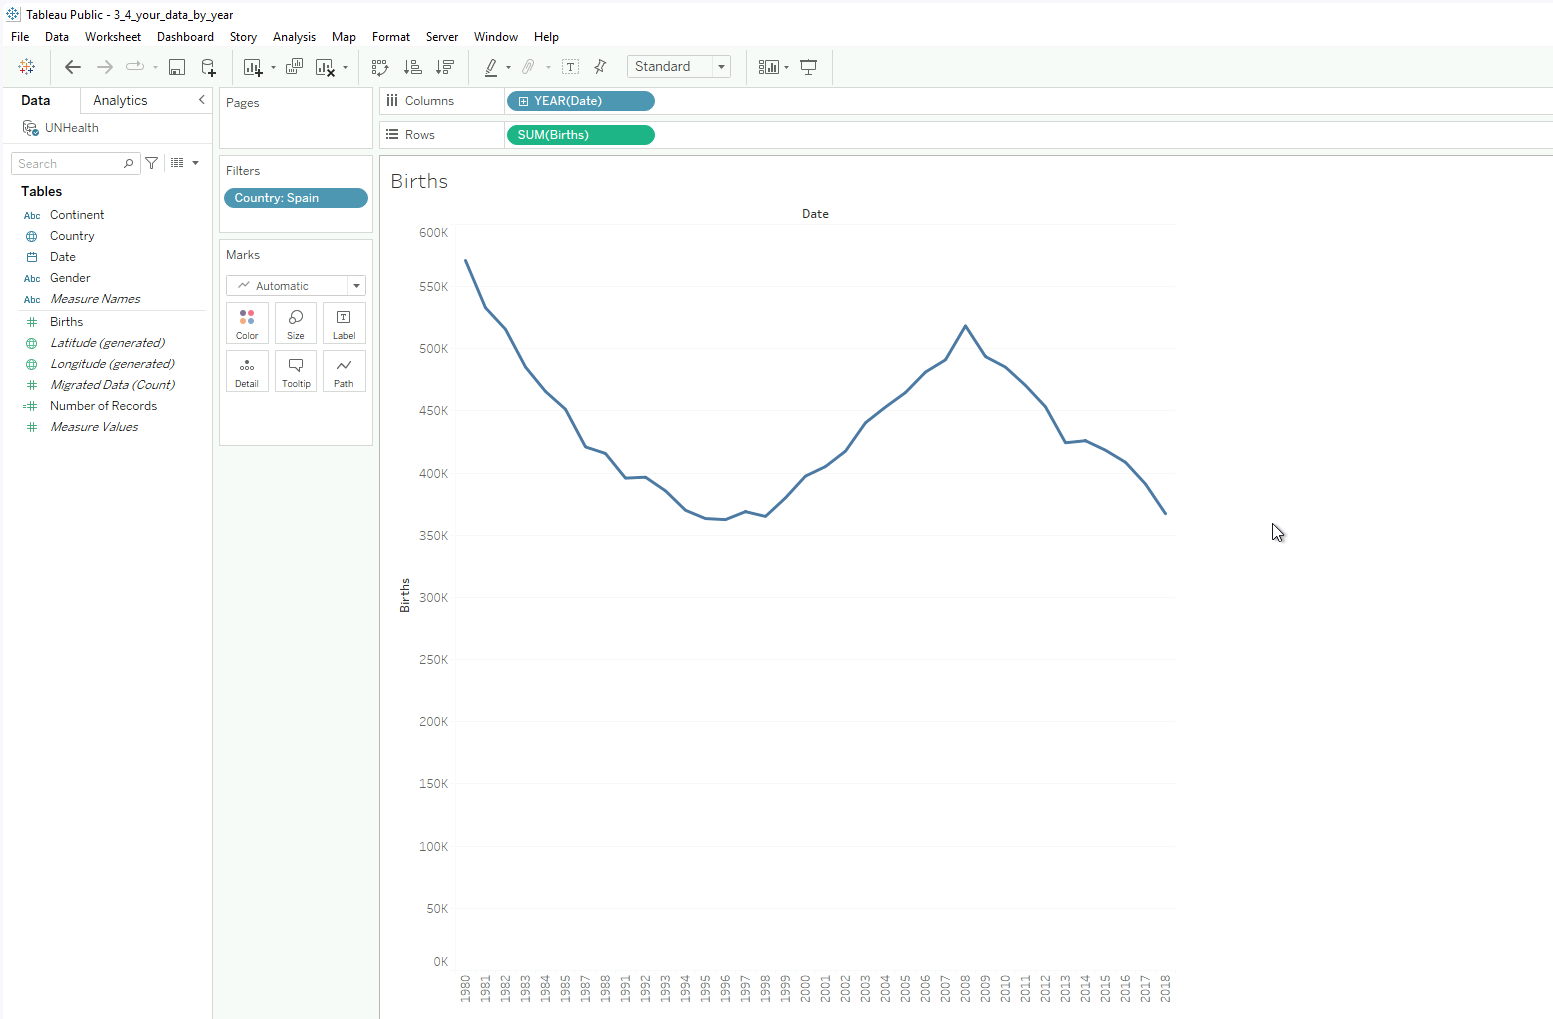 Tableau Public - 3_4_your_data_by_year
File Data Worksheet Dashboard Story Analysis Map Format Server Window Help
Standard
Data Analytics
UNHealth
Search
Tables
Abc Continent
Country
Date
Abc Gender
Abc Measure Names
Births
Latitude (generated)
Longitude (generated)
Migrated Data (Count)
Number of Records
Measure Values
Pages
Filters
Country: Spain
Marks
Automatic
Color Size Label
Detail Tooltip Path
Columns YEAR(Date)
Rows SUM(Births)
Births
Date
600K
550K
500K
450K
400K
350K
300K
250K
200K
150K
100K
50K
0K
Births
1980 1981 1982 1983 1984 1985 1987 1988 1991 1992 1993 1994 1995 1996 1997 1998 1999 2000 2001 2002 2003 2004 2005 2006 2007 2008 2009 2010 2011 2012 2013 2014 2015 2016 2017 2018